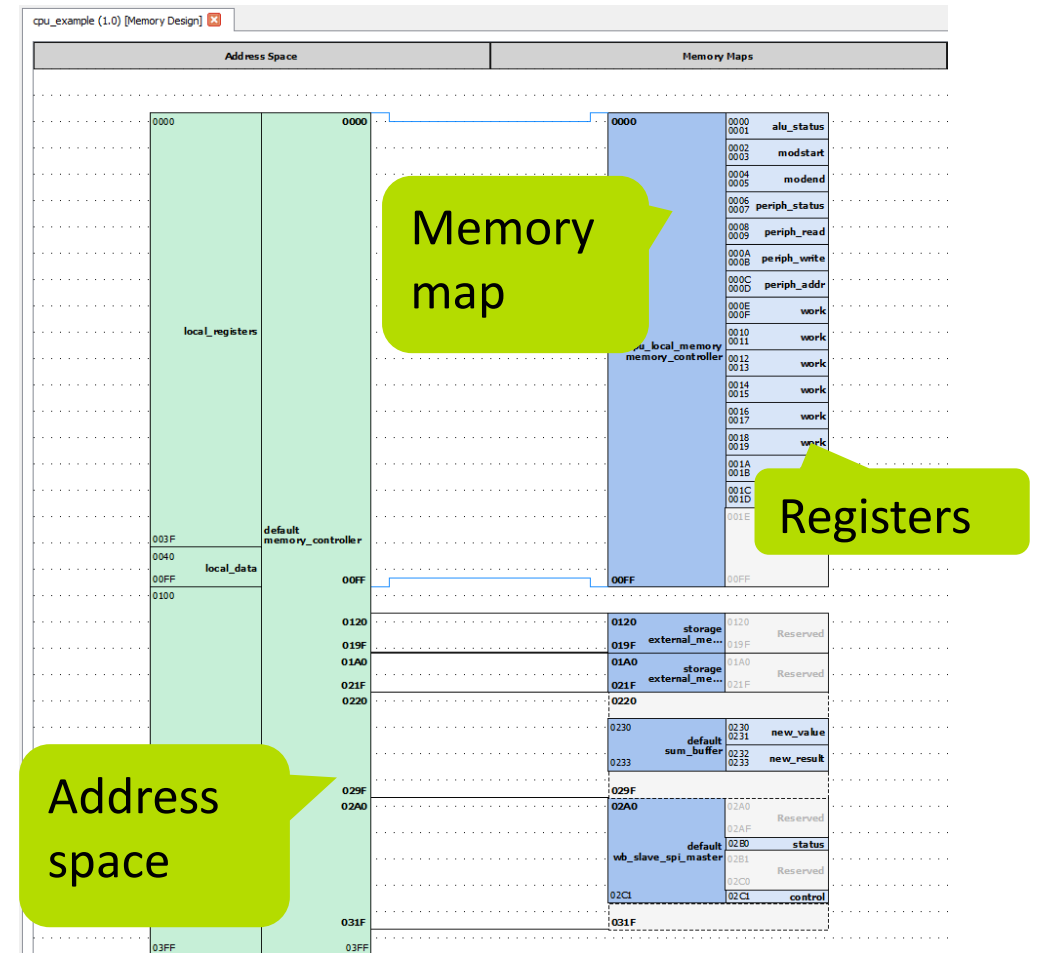 cpu_example (1.0) [Memory Design]
Address Space
Memory Maps
0000
0000
0000
0000
0001
alu_status
0002
0003
modstart
0004
0005
modend
0006
0007
periph_status
0008
0009
periph_read
000A
000B
periph_write
000C
000D
periph_addr
000E
000F
work
Memory
map
local_registers
0010
0011
work
cpu_local_memory
memory_controller
0012
0013
work
0014
0015
work
0016
0017
work
0018
0019
work
001A
001B
001C
001D
Registers
001E
003F
default
memory_controller
0040
local_data
00FF
00FF
00FF
00FF
0100
0120
019F
0120
storage
external_me...
019F
0120
Reserved
019F
01A0
021F
01A0
storage
external_me...
021F
01A0
Reserved
021F
0220
0220
0230
default
sum_buffer
0233
0230
0231
new_value
0232
0233
new_result
Address
space
029F
029F
02A0
02A0
default
wb_slave_spi_master
02C1
02A0
Reserved
02AF
02B0
status
02B1
Reserved
02C0
02C1
control
031F
031F
03FF
03FF